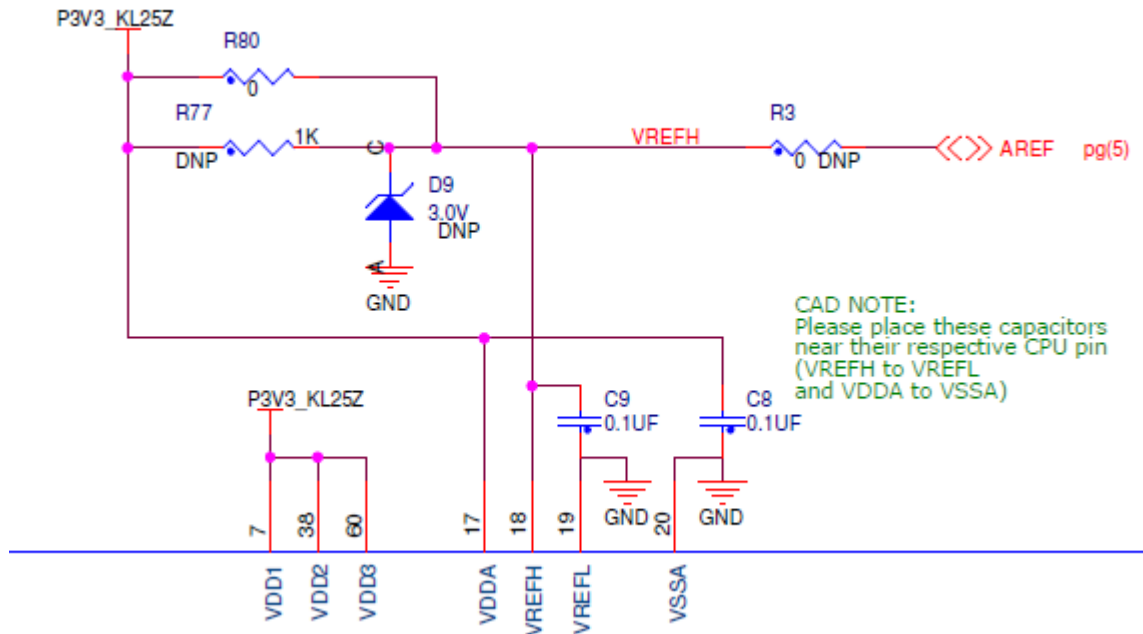 P3V3_KL25Z
R80
0
R77
1K
DNP
C
VREFH
R3
0 DNP
AREF pg(5)
D9
3.0V
DNP
A
GND
CAD NOTE:
Please place these capacitors
near their respective CPU pin
(VREFH to VREFL
and VDDA to VSSA)
P3V3_KL25Z
C9
0.1UF
C8
0.1UF
GND
GND
7
38
60
17
18
19
20
VDD1
VDD2
VDD3
VDDA
VREFH
VREFL
VSSA